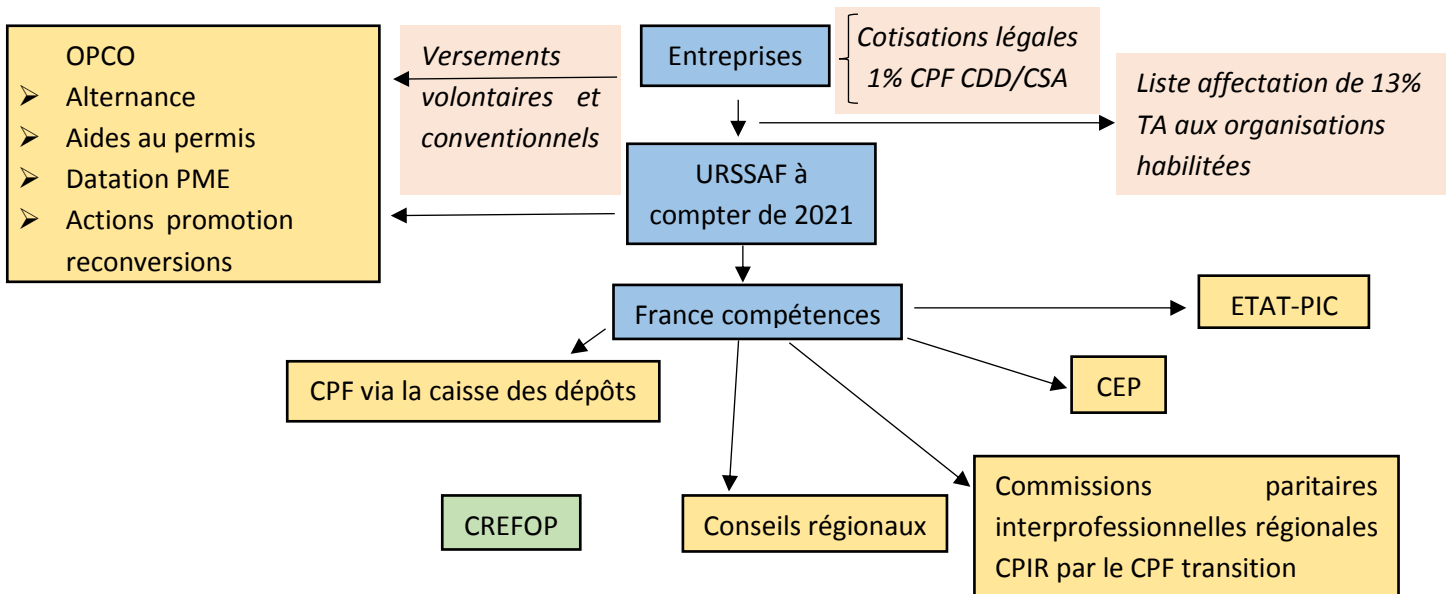 OPCO
➤ Alternance
➤ Aides au permis
➤ Datation PME
➤ Actions promotion
reconversions
Versements
volontaires et
conventionnels
Entreprises
Cotisations légales
1% CPF CDD/CSA
Liste affectation de 13%
TA aux organisations
habilitées
URSSAF à
compter de 2021
France compétences
ETAT-PIC
CPF via la caisse des dépôts
CEP
CREFOP
Conseils régionaux
Commissions paritaires
interprofessionnelles régionales
CPIR par le CPF transition